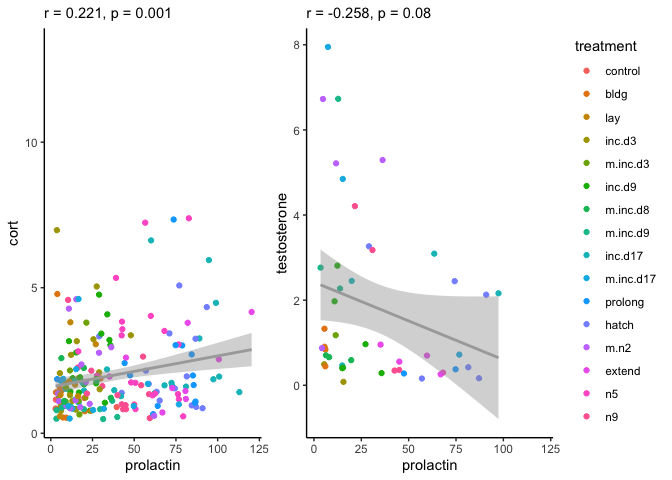 r = 0.221, p = 0.001
cort
10
5
0
0
25
50
75
100
125
prolactin
r = -0.258, p = 0.08
testosterone
8
6
4
2
0
0
25
50
75
100
125
prolactin
treatment
control
bldg
lay
inc.d3
m.inc.d3
inc.d9
m.inc.d8
m.inc.d9
inc.d17
m.inc.d17
prolong
hatch
m.n2
extend
n5
n9